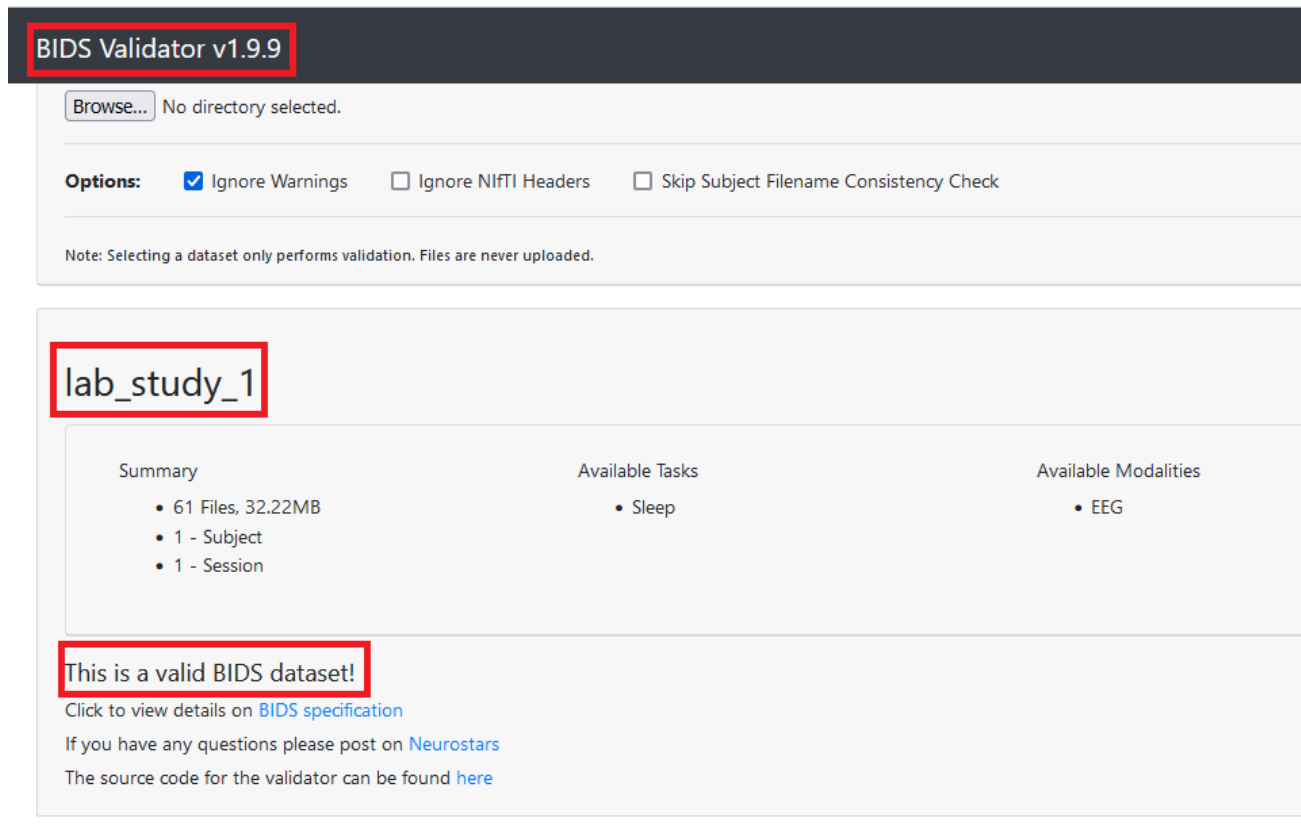 BIDS Validator v1.9.9
Browse... No directory selected.
Options: Ignore Warnings Ignore NIfTI Headers Skip Subject Filename Consistency Check
Note: Selecting a dataset only performs validation. Files are never uploaded.
lab_study_1
Summary Available Tasks Available Modalities
• 61 Files, 32.22MB • Sleep • EEG
• 1 - Subject
• 1 - Session
This is a valid BIDS dataset!
Click to view details on BIDS specification
If you have any questions please post on Neurostars
The source code for the validator can be found here